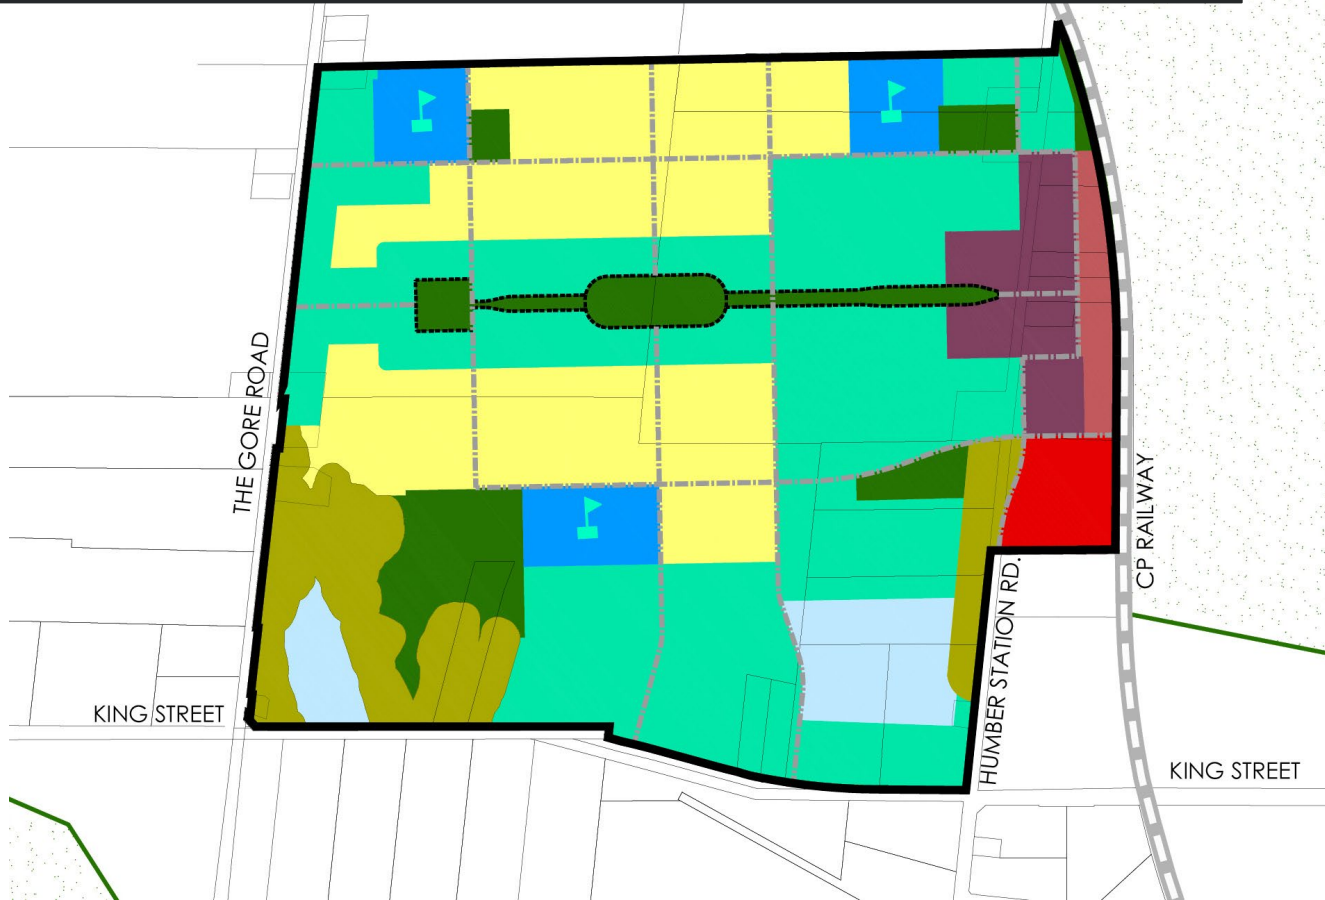 THE GORE ROAD
CP RAILWAY
HUMBER STATION RD.
KING STREET
KING STREET